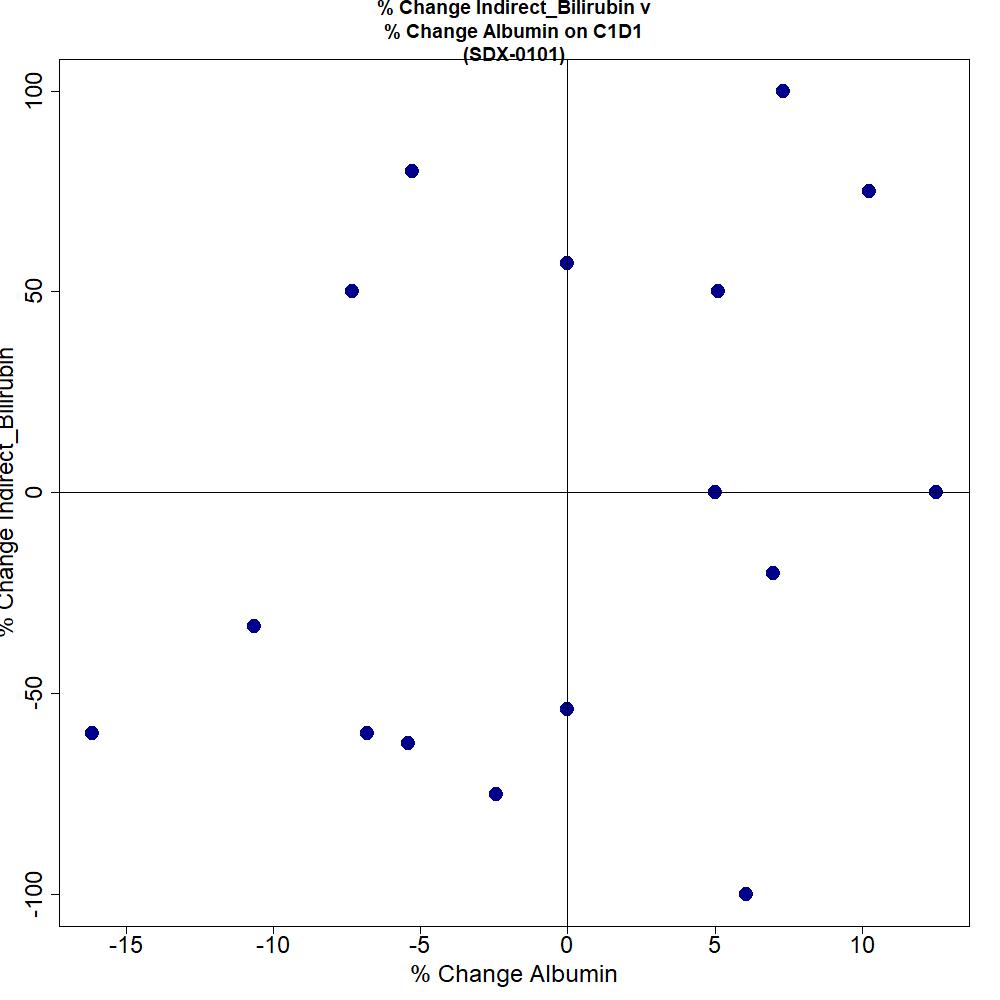 % Change Indirect_Bilirubin v
% Change Albumin on C1D1
(SDX-0101)
100
50
0
-50
-100
% Change Indirect_Bilirubin
-15
-10
-5
0
5
10
% Change Albumin